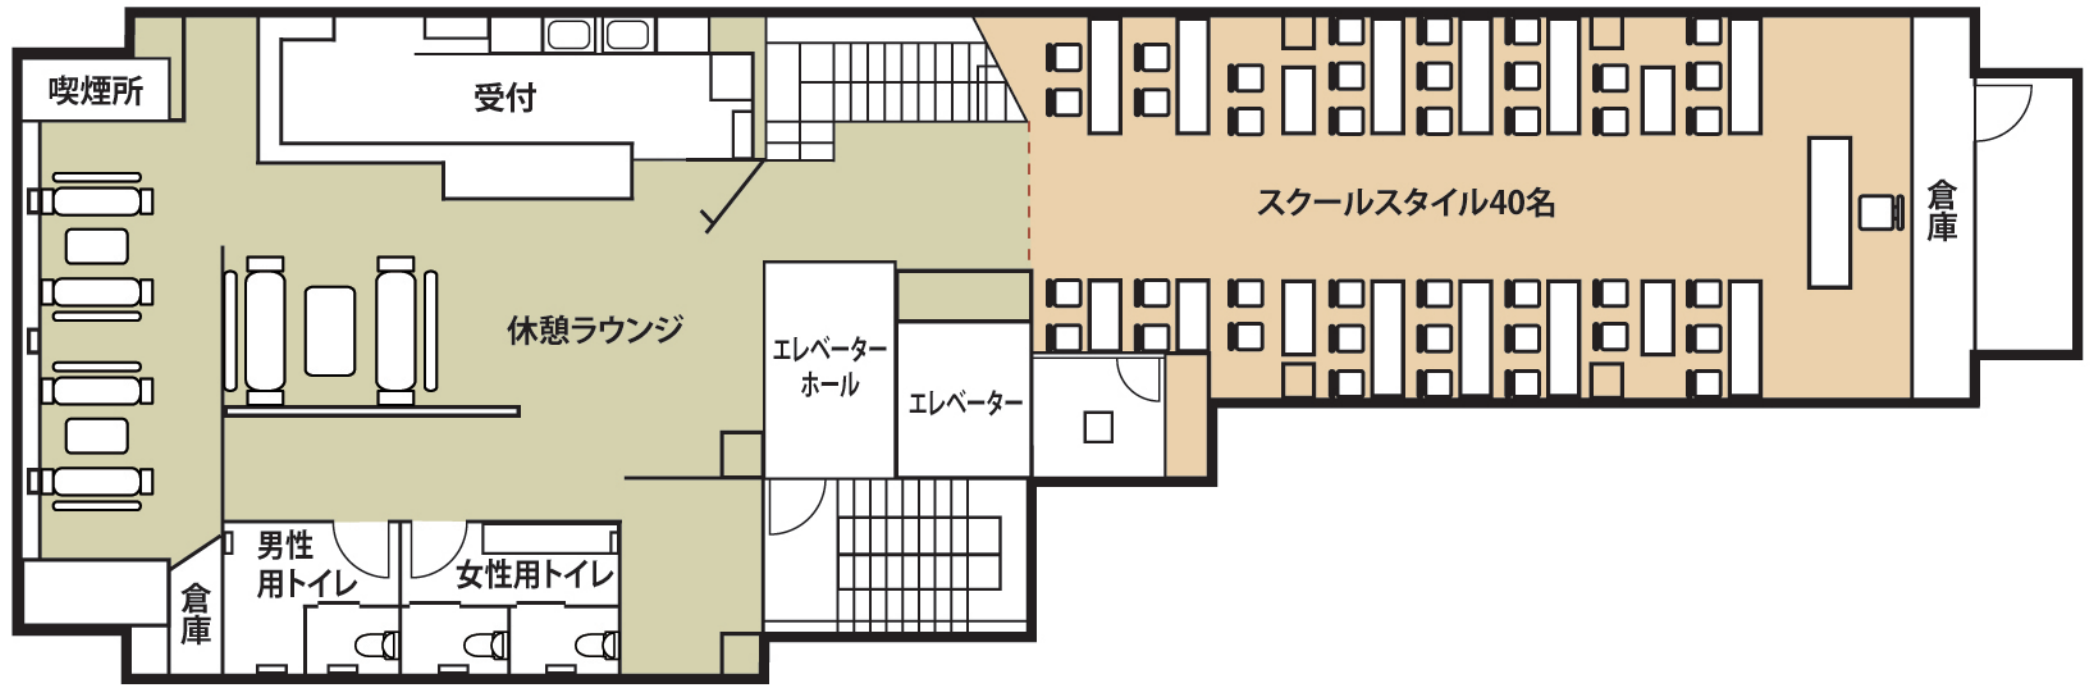 喫煙所
受付
スクールスタイル40名
倉
庫
休憩ラウンジ
エレベーター
ホール
エレベーター
男性
用トイレ
女性用トイレ
倉
庫